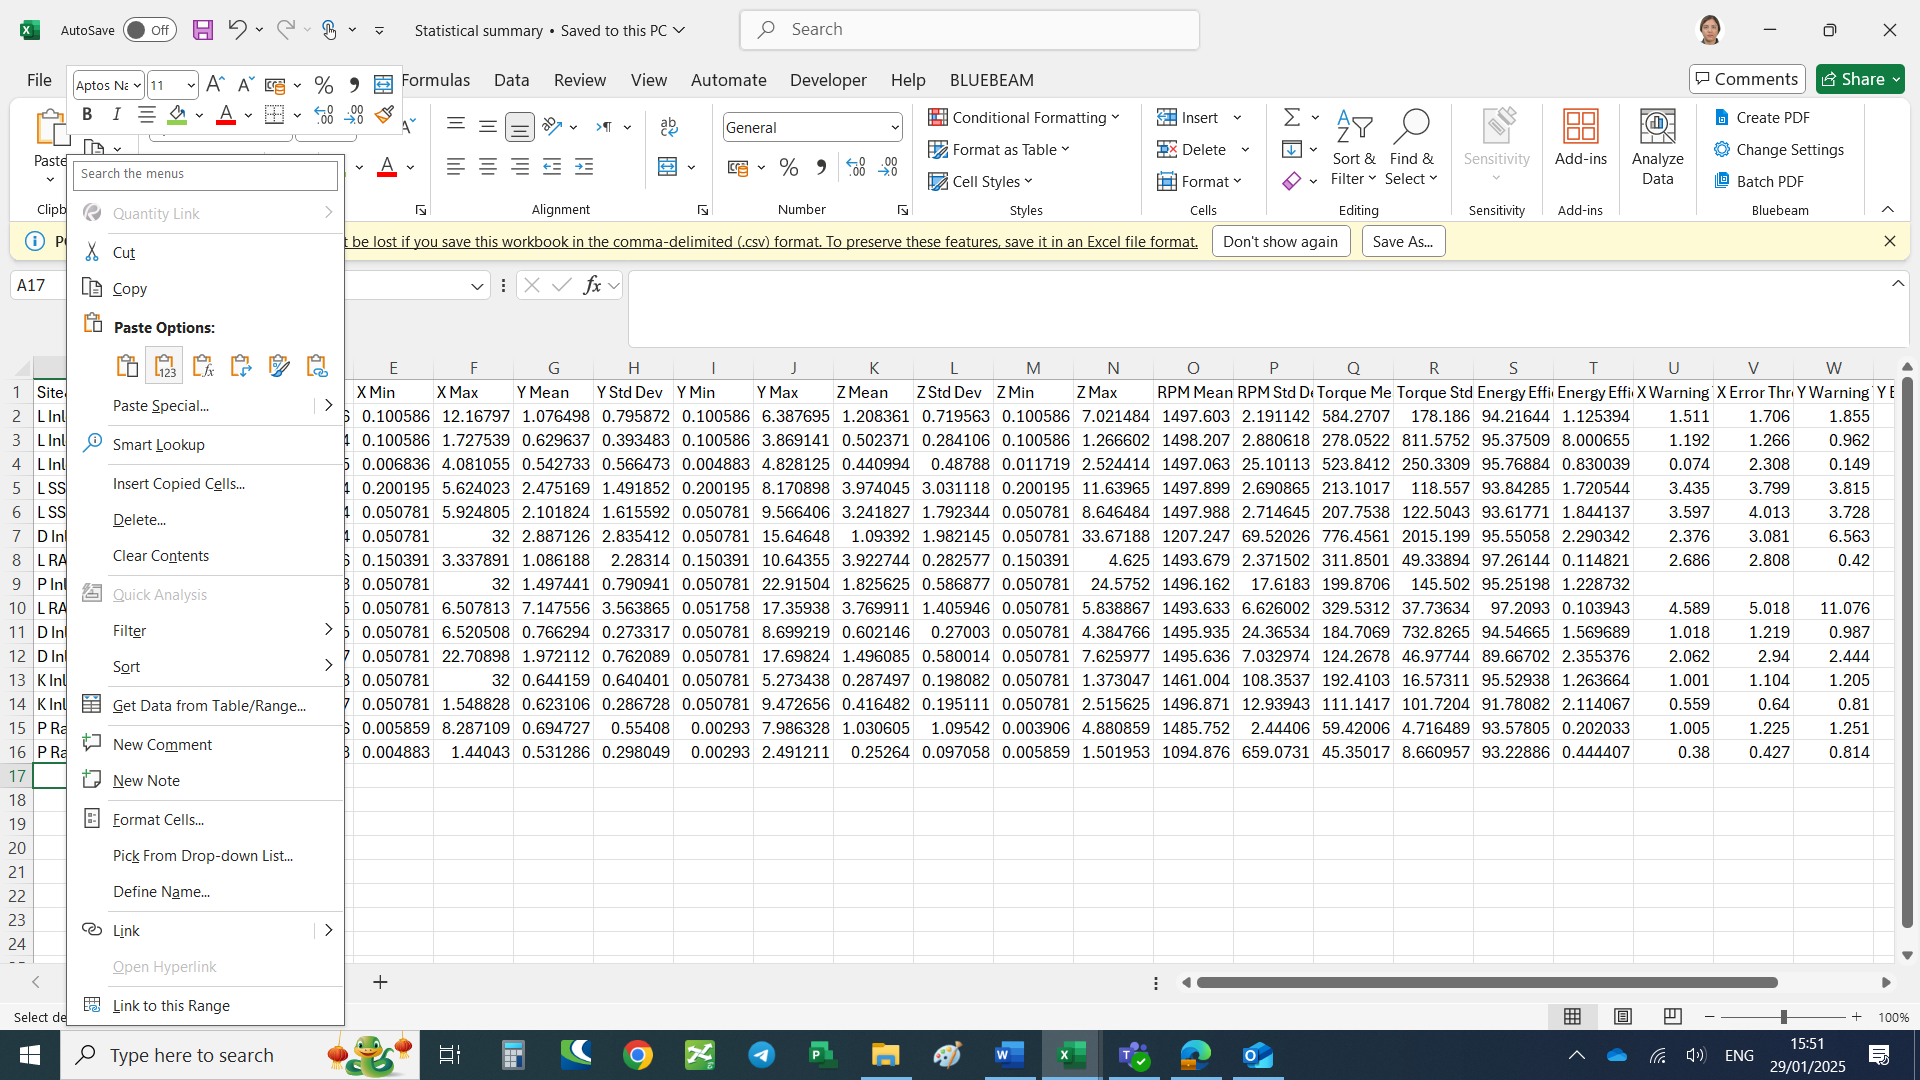 AutoSave Off Statistical summary • Saved to this PC Search
File Formulas Data Review View Automate Developer Help BLUEBEAM Comments Share
Aptos Na 11
B I
Paste
General
Conditional Formatting
Format as Table
Cell Styles
Insert
Delete
Format
Sort & Filter
Find & Select
Sensitivity
Add-ins
Analyze Data
Create PDF
Change Settings
Batch PDF
Clipb Alignment Number Styles Cells Editing Sensitivity Add-ins Bluebeam
t be lost if you save this workbook in the comma-delimited (.csv) format. To preserve these features, save it in an Excel file format. Don't show again Save As...
A17 fx
Search the menus
Quantity Link
Cut
Copy
Paste Options:
Paste Special...
Smart Lookup
Insert Copied Cells...
Delete...
Clear Contents
Quick Analysis
Filter
Sort
Get Data from Table/Range...
New Comment
New Note
Format Cells...
Pick From Drop-down List...
Define Name...
Link
Open Hyperlink
Link to this Range
E F G H I J K L M N O P Q R S T U V W
1 Site X Min X Max Y Mean Y Std Dev Y Min Y Max Z Mean Z Std Dev Z Min Z Max RPM Mean RPM Std De Torque Me Torque Std Energy Effi Energy Effi X Warning X Error Thr Y Warning Y E
2 L Inl 6 0.100586 12.16797 1.076498 0.795872 0.100586 6.387695 1.208361 0.719563 0.100586 7.021484 1497.603 2.191142 584.2707 178.186 94.21644 1.125394 1.511 1.706 1.855
3 L Inl 4 0.100586 1.727539 0.629637 0.393483 0.100586 3.869141 0.502371 0.284106 0.100586 1.266602 1498.207 2.880618 278.0522 811.5752 95.37509 8.000655 1.192 1.266 0.962
4 L Inl 5 0.006836 4.081055 0.542733 0.566473 0.004883 4.828125 0.440994 0.48788 0.011719 2.524414 1497.063 25.10113 523.8412 250.3309 95.76884 0.830039 0.074 2.308 0.149
5 L SS 4 0.200195 5.624023 2.475169 1.491852 0.200195 8.170898 3.974045 3.031118 0.200195 11.63965 1497.899 2.690865 213.1017 118.557 93.84285 1.720544 3.435 3.799 3.815
6 L SS 4 0.050781 5.924805 2.101824 1.615592 0.050781 9.566406 3.241827 1.792344 0.050781 8.646484 1497.988 2.714645 207.7538 122.5043 93.61771 1.844137 3.597 4.013 3.728
7 D Inl 4 0.050781 32 2.887126 2.835412 0.050781 15.64648 1.09392 1.982145 0.050781 33.67188 1207.247 69.52026 776.4561 2015.199 95.55058 2.290342 2.376 3.081 6.563
8 L RA 6 0.150391 3.337891 1.086188 2.28314 0.150391 10.64355 3.922744 0.282577 0.150391 4.625 1493.679 2.371502 311.8501 49.33894 97.26144 0.114821 2.686 2.808 0.42
9 P Inl 3 0.050781 32 1.497441 0.790941 0.050781 22.91504 1.825625 0.586877 0.050781 24.5752 1496.162 17.6183 199.8706 145.502 95.25198 1.228732
10 L RA 5 0.050781 6.507813 7.147556 3.563865 0.051758 17.35938 3.769911 1.405946 0.050781 5.838867 1493.633 6.626002 329.5312 37.73634 97.2093 0.103943 4.589 5.018 11.076
11 D Inl 5 0.050781 6.520508 0.766294 0.273317 0.050781 8.699219 0.602146 0.27003 0.050781 4.384766 1495.935 24.36534 184.7069 732.8265 94.54665 1.569689 1.018 1.219 0.987
12 D Inl 7 0.050781 22.70898 1.972112 0.762089 0.050781 17.69824 1.496085 0.580014 0.050781 7.625977 1495.636 7.032974 124.2678 46.97744 89.66702 2.355376 2.062 2.94 2.444
13 K Inl 3 0.050781 32 0.644159 0.640401 0.050781 5.273438 0.287497 0.198082 0.050781 1.373047 1461.004 108.3537 192.4103 16.57311 95.52938 1.263664 1.001 1.104 1.205
14 K Inl 7 0.050781 1.548828 0.623106 0.286728 0.050781 9.472656 0.416482 0.195111 0.050781 2.515625 1496.871 12.93943 111.1417 101.7204 91.78082 2.114067 0.559 0.64 0.81
15 P Ra 6 0.005859 8.287109 0.694727 0.55408 0.00293 7.986328 1.030605 1.09542 0.003906 4.880859 1485.752 2.44406 59.42006 4.716489 93.57805 0.202033 1.005 1.225 1.251
16 P Ra 3 0.004883 1.44043 0.531286 0.298049 0.00293 2.491211 0.25264 0.097058 0.005859 1.501953 1094.876 659.0731 45.35017 8.660957 93.22886 0.444407 0.38 0.427 0.814
17
18
19
20
21
22
23
24
Select de 100%
Type here to search ENG 15:51
29/01/2025